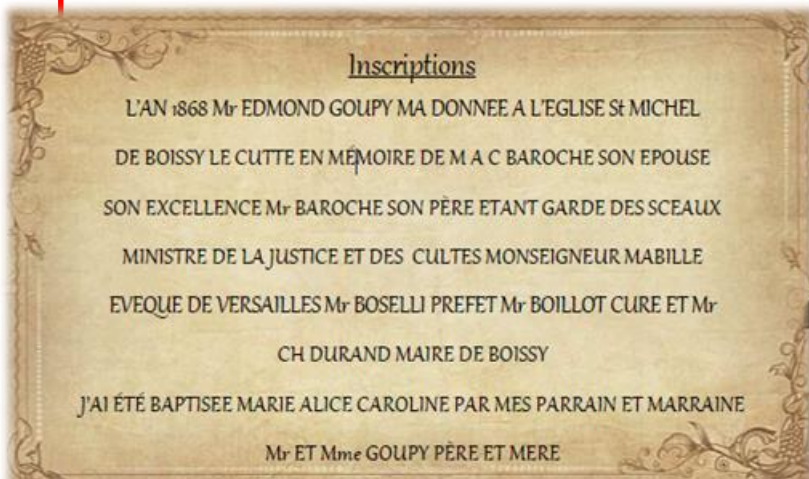 Inscriptions
L'AN 1868 Mr EDMOND GOUPY MA DONNEE A L'EGLISE St MICHEL
DE BOISSY LE CUTTE EN MÉMOIRE DE M A C BAROCHE SON EPOUSE
SON EXCELLENCE Mr BAROCHE SON PÈRE ETANT GARDE DES SCEAUX
MINISTRE DE LA JUSTICE ET DES CULTES MONSEIGNEUR MABILLE
EVEQUE DE VERSAILLES Mr BOSELLI PREFET Mr BOILLOT CURE ET Mr
CH DURAND MAIRE DE BOISSY
J'AI ÉTÉ BAPTISEE MARIE ALICE CAROLINE PAR MES PARRAIN ET MARRAINE
Mr ET Mme GOUPY PÈRE ET MERE